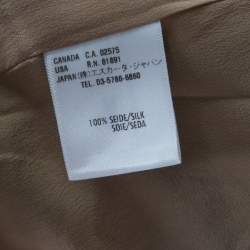 CANADA C.A. 02575
USA R.N. 81891
JAPAN(株)エスカーダ・ジャパン
TEL. 03-5786-6860
100% SEIDE/SILK
SOIE/SEDA